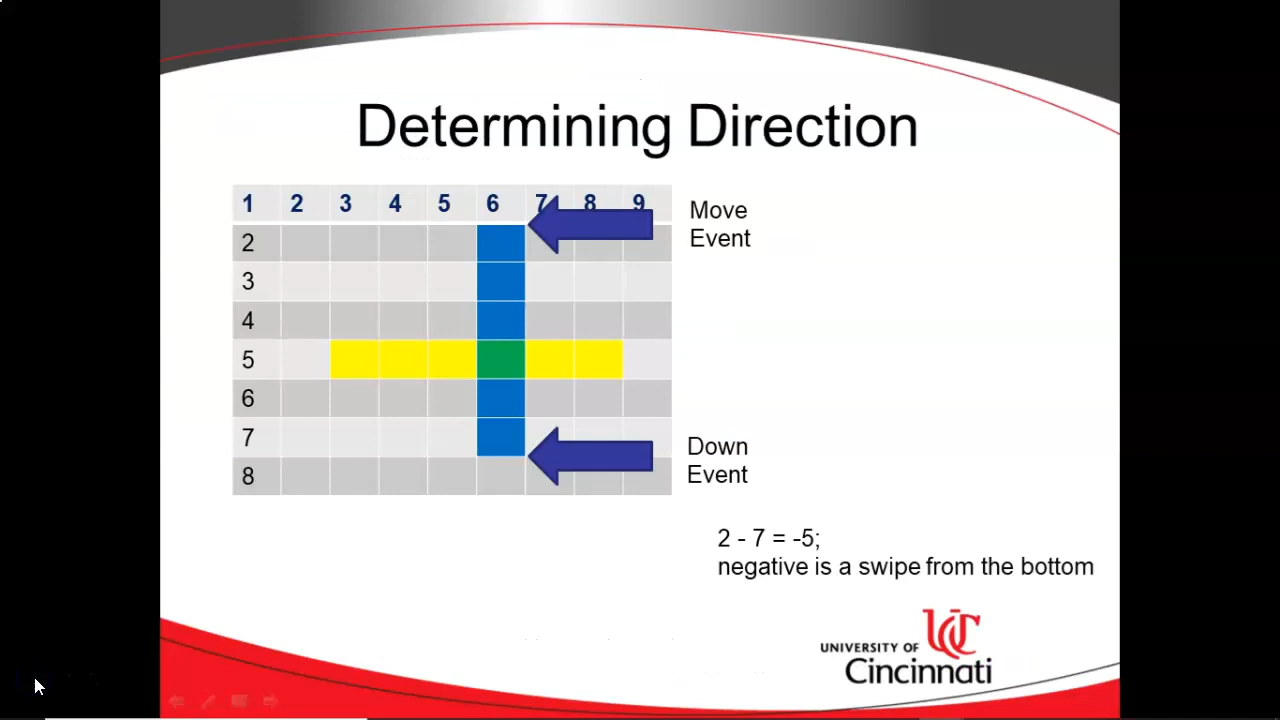 Determining Direction
1 2 3 4 5 6 7 8 9
2
3
4
5
6
7
8
Move
Event
Down
Event
2 - 7 = -5;
negative is a swipe from the bottom
UC
UNIVERSITY OF
Cincinnati